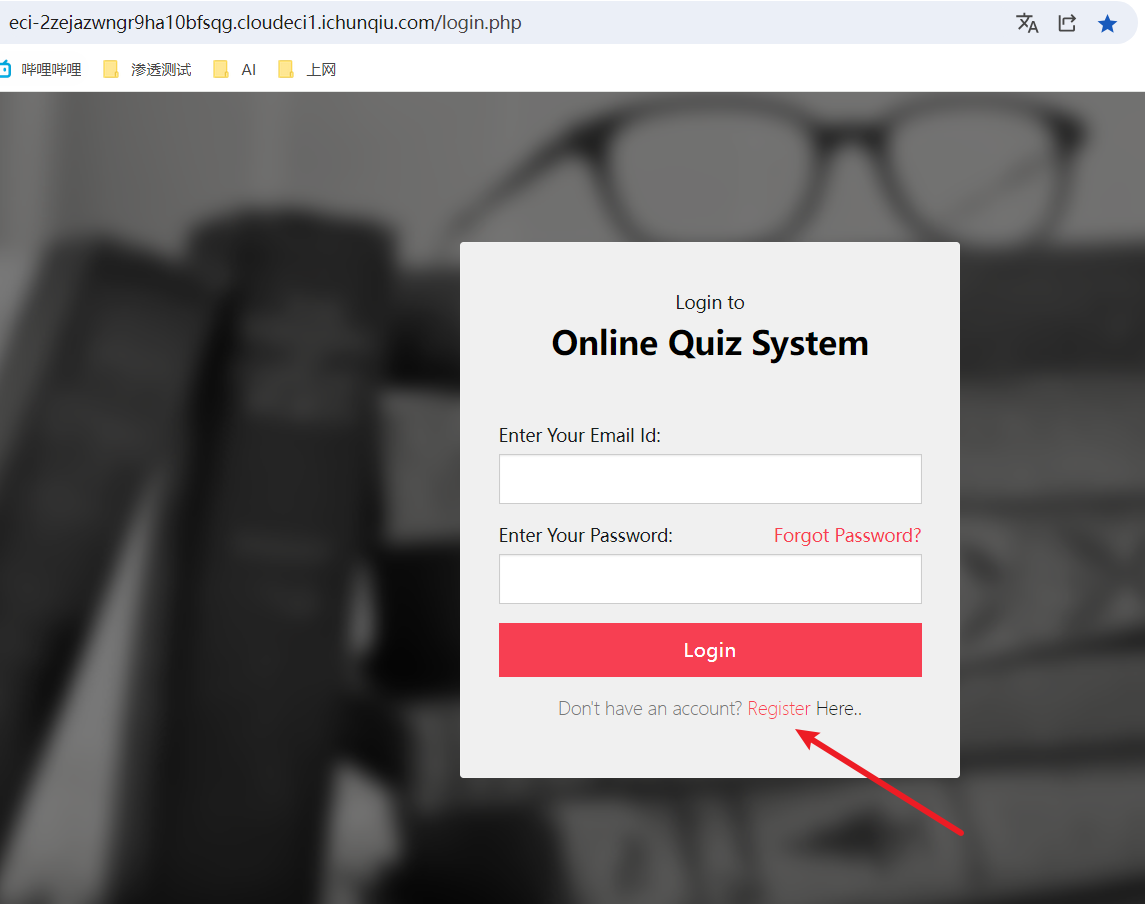 eci-2zejazwngr9ha10bfsqg.cloudeci1.ichunqiu.com/login.php
哔哩哔哩 渗透测试 AI 上网
Login to
Online Quiz System
Enter Your Email Id:
Enter Your Password: Forgot Password?
Login
Don't have an account? Register Here..